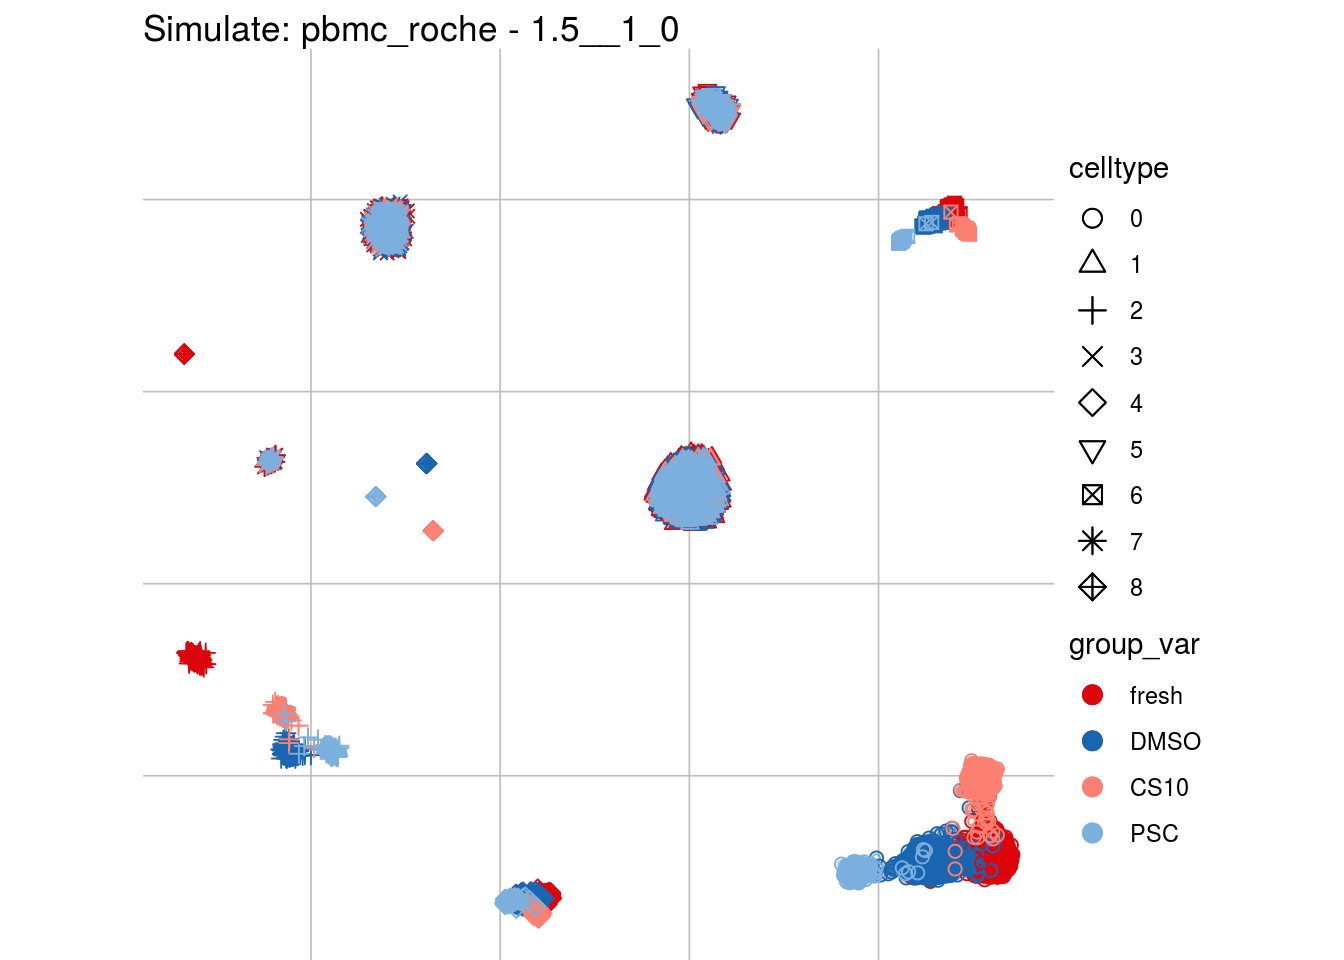 Simulate: pbmc_roche - 1.5__1_0
celltype
0
1
2
3
4
5
6
7
8
group_var
fresh
DMSO
CS10
PSC